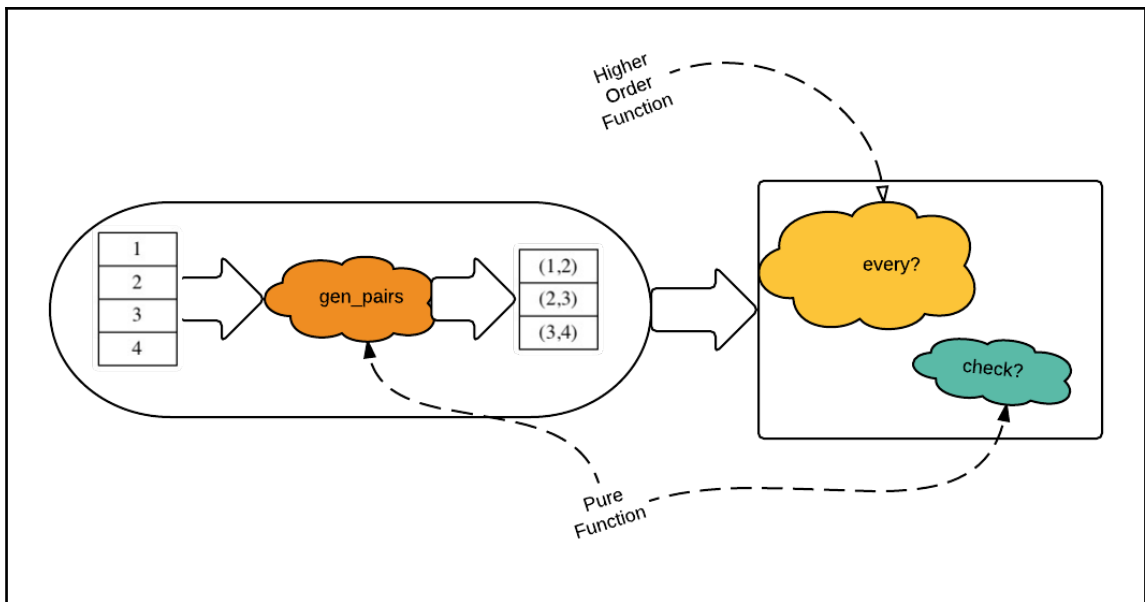 Higher
Order
Function
1
2
3
4
gen_pairs
(1,2)
(2,3)
(3,4)
every?
check?
Pure
Function